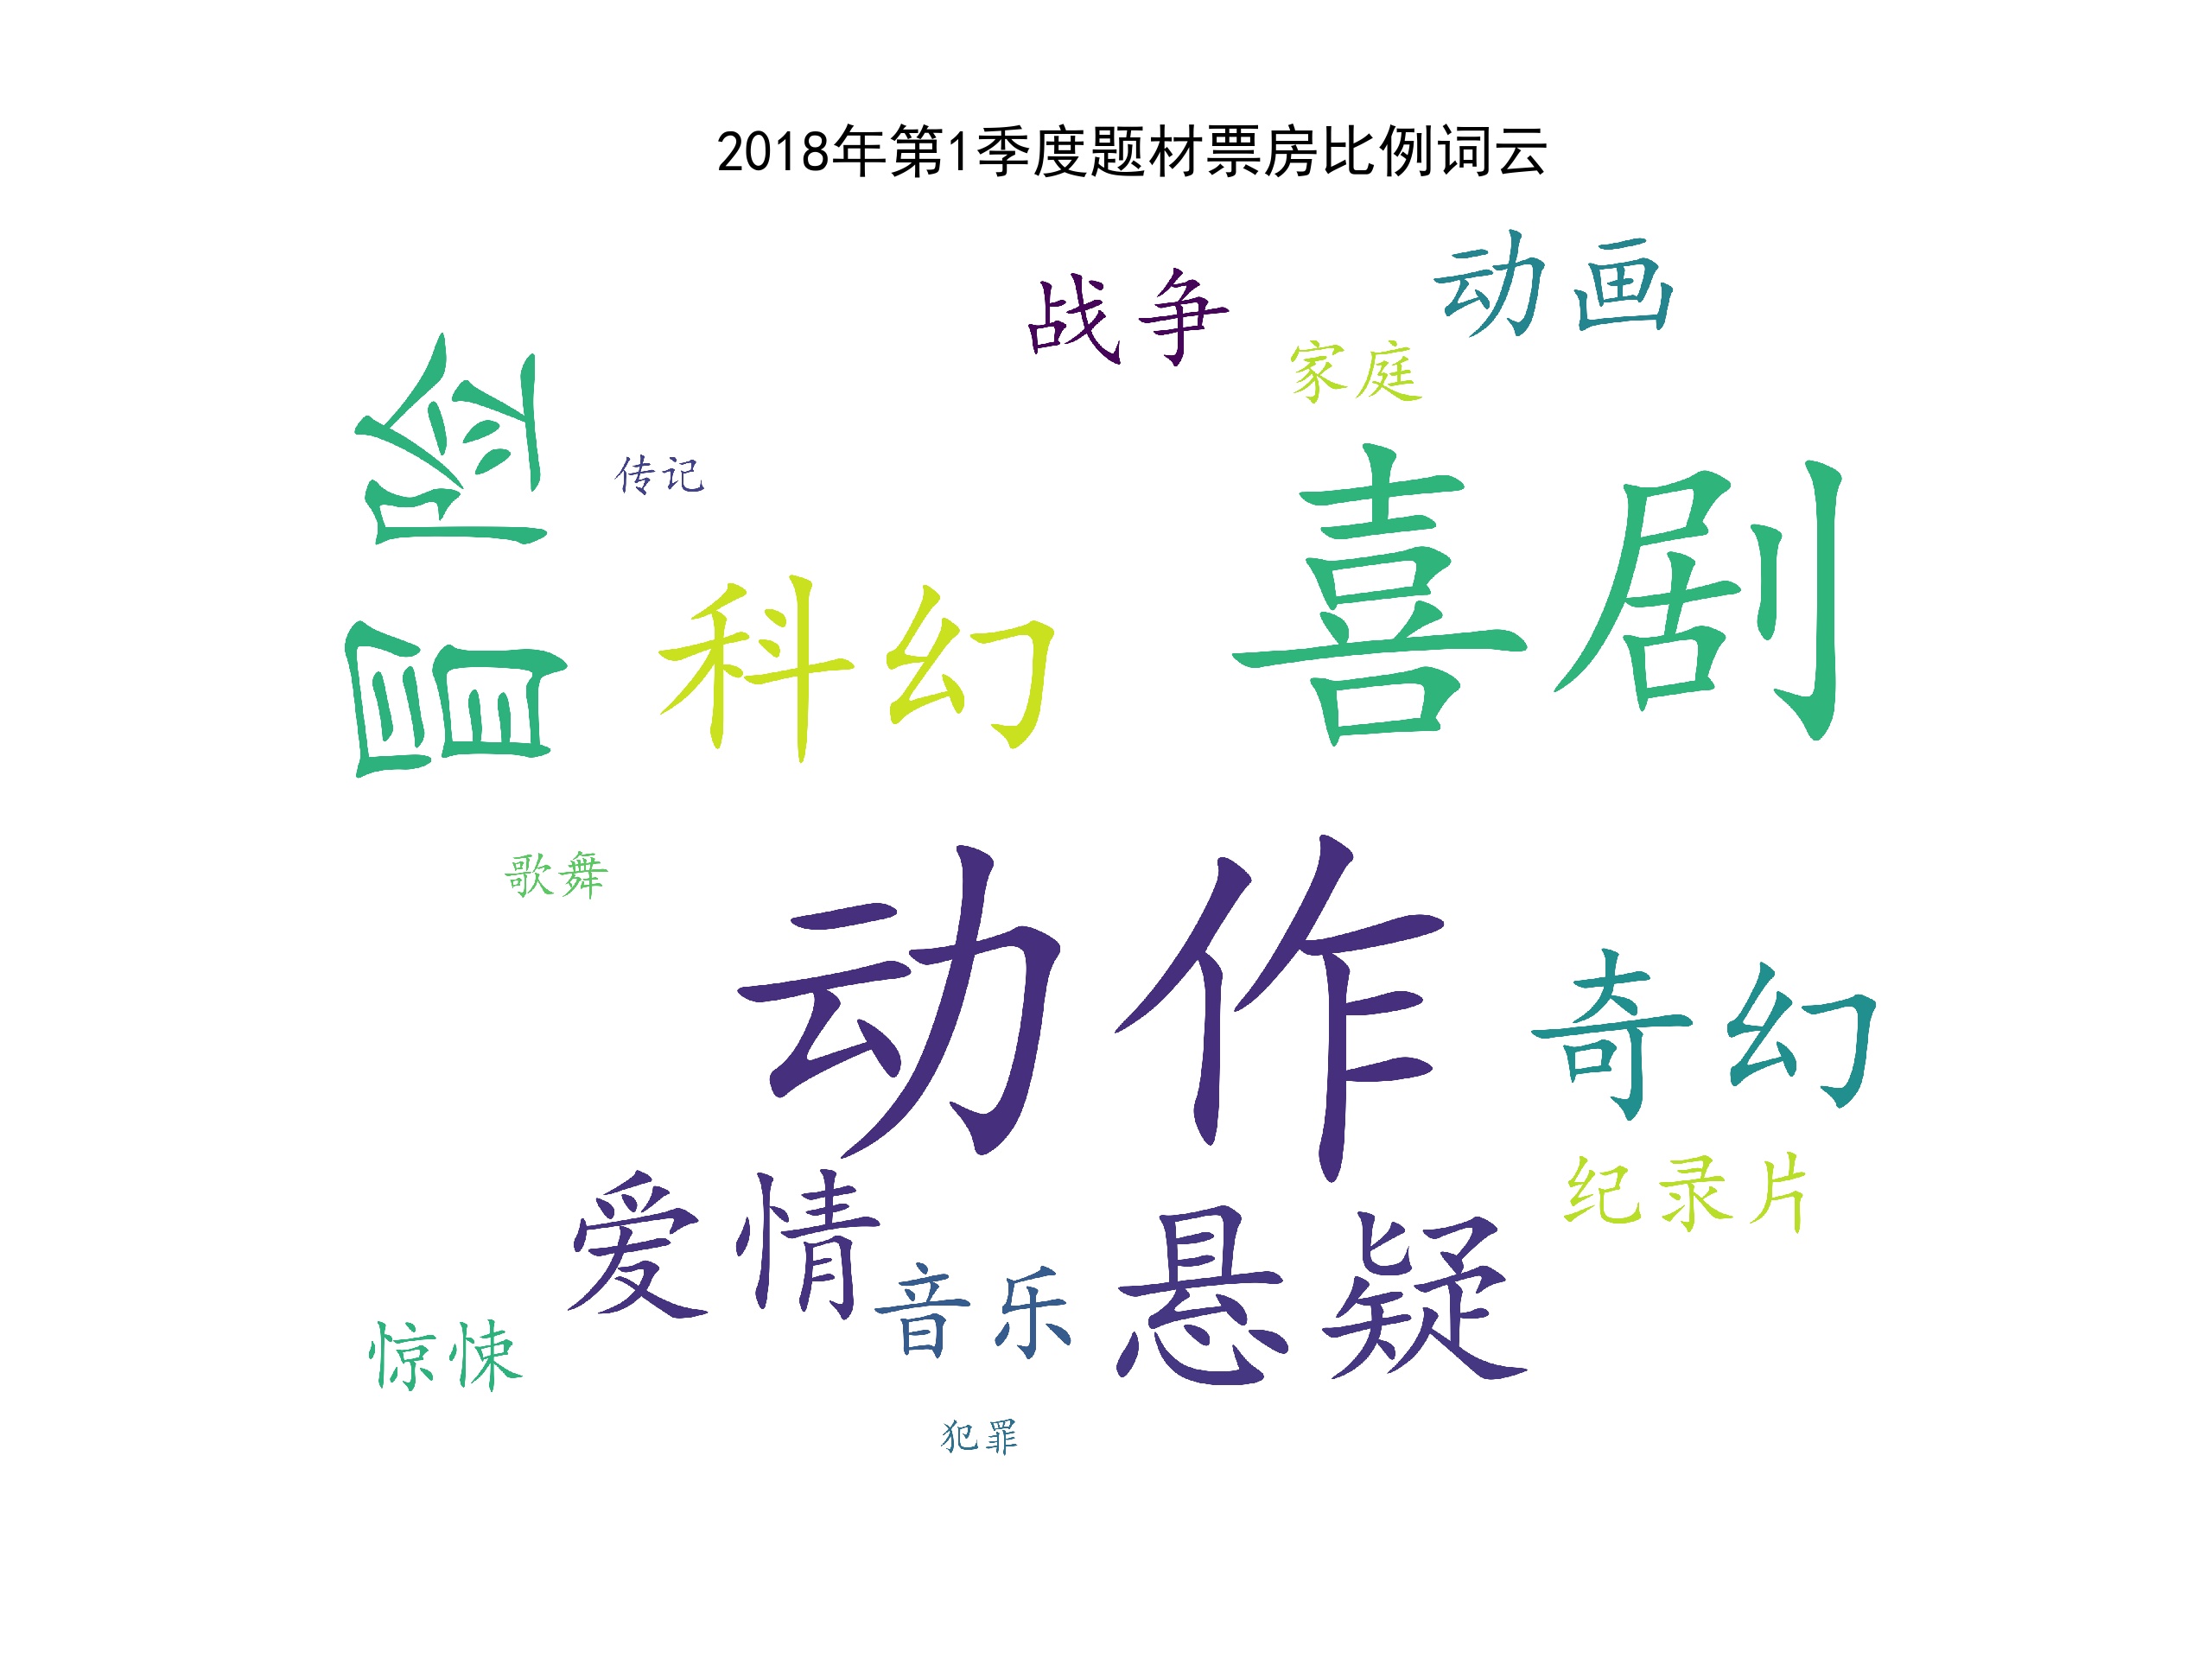 2018年第1季度题材票房比例词云
动画
战争
家庭
冒险
传记
喜剧
科幻
歌舞
动作
奇幻
纪录片
爱情
悬疑
音乐
惊悚
犯罪